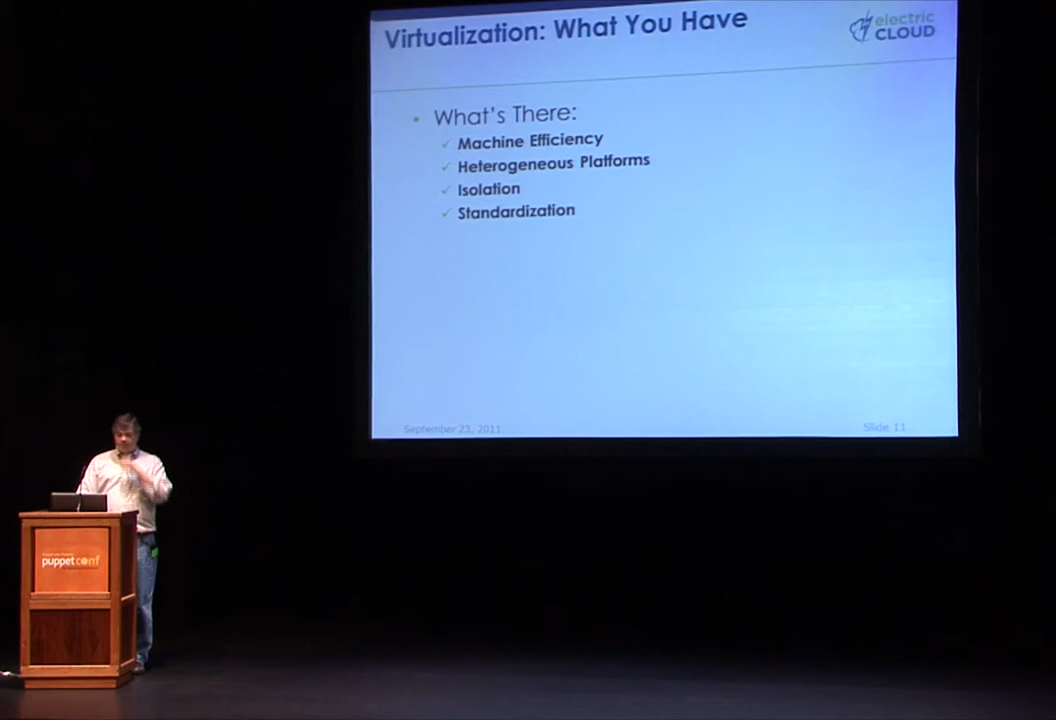 Virtualization: What You Have
electric
CLOUD
• What's There:
✓ Machine Efficiency
✓ Heterogeneous Platforms
✓ Isolation
✓ Standardization
September 23, 2011
Slide 11
puppetconf